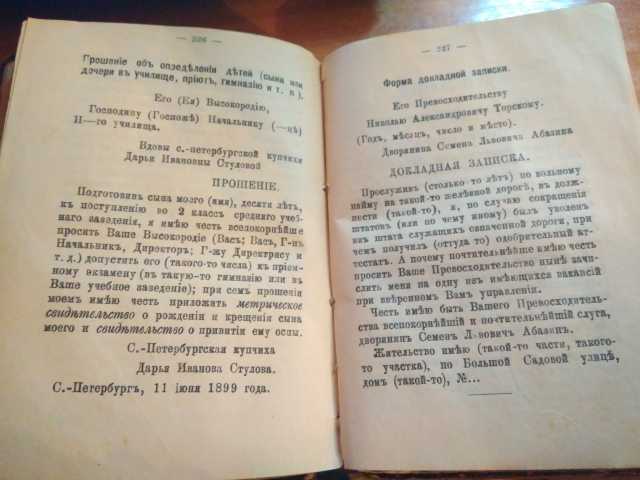 — 226 —
Прошеніе объ опредѣленіи дѣтей (сына или
дочери въ училище, пріютъ, гимназію и т. п.).
Его (Ея) Высокородію,
Господину (Госпожѣ) Начальнику (—цѣ)
N—го училища.
Вдовы с.-петербургской купчихи
Дарьи Ивановны Стуловой
ПРОШЕНІЕ.
Подготовивъ сына моего (имя), десяти лѣтъ,
къ поступленію во 2 классъ средняго учеб-
наго заведенія, я имѣю честь всепокорнѣйше
просить Ваше Высокородіе (Васъ; Васъ, Г-нъ
Начальникъ, Директоръ; Г-жу Директрису и
т. д.) допустить его (такого-то числа) къ пріем-
ному экзамену (въ такую-то гимназію или въ
Ваше учебное заведеніе); при семъ прошеніи
моемъ имѣю честь приложить метрическое
свидѣтельство о рожденіи и крещеніи сына
моего и свидѣтельство о привитіи ему оспы.
С.-Петербургская купчиха
Дарья Иванова Стулова.
С.-Петербургъ, 11 іюня 1899 года.
— 227 —
Форма докладной записки.
Его Превосходительству
Николаю Александровичу Торскому.
(Годъ, мѣсяцъ, число и мѣсто).
Дворянина Семена Львовича Абазина
ДОКЛАДНАЯ ЗАПИСКА.
Прослуживъ (столько-то лѣтъ) по вольному
найму на такой-то желѣзной дорогѣ, въ долж-
ности (такой-то), я, по случаю сокращенія
штатовъ (или по чему иному) былъ уволенъ
изъ штата служащихъ означенной дороги, при
чемъ получилъ (оттуда то) одобрительный ат-
тестатъ. А почему почтительнѣйше имѣю честь
просить Ваше Превосходительство нынѣ зачи-
слить меня на одну изъ имѣющихся вакансій
при ввѣренномъ Вамъ управленіи.
Честь имѣю быть Вашего Превосходитель-
ства всепокорнѣйшій и почтительнѣйшій слуга,
дворянинъ Семенъ Львовичъ Абазинъ.
Жительство имѣю (такой-то части, такого-
то участка), по Большой Садовой улицѣ,
домъ (такой-то), №...